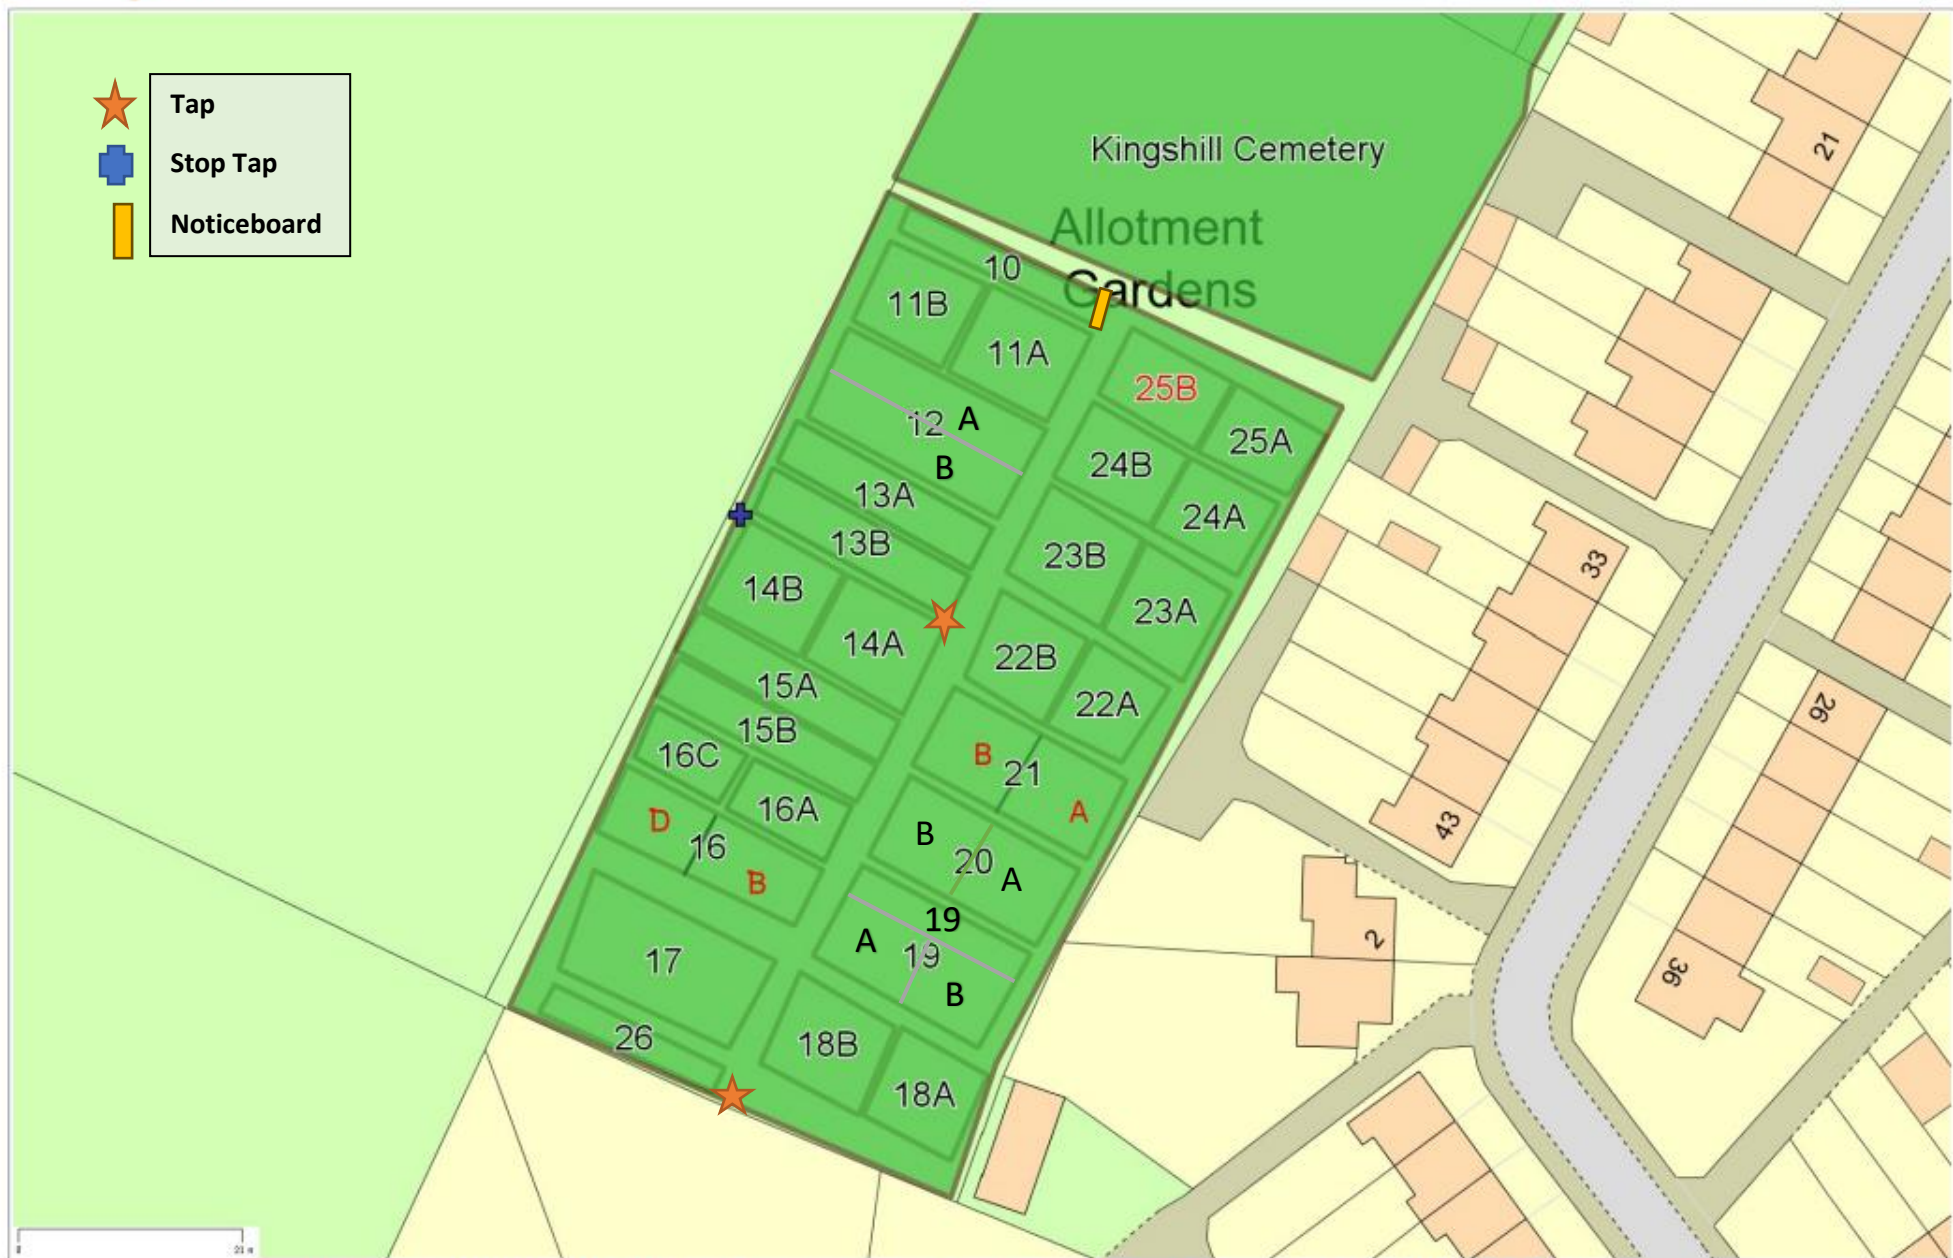 Tap
Stop Tap
Noticeboard
Kingshill Cemetery
Allotment
Gardens
10
11B
11A
25B
12 A
B
25A
24B
13A
24A
13B
23B
14B
23A
14A
22B
15A
22A
15B
16C
B
21
A
16A
D
16
B
B
20
A
19
A
19
B
17
26
18B
18A
21
33
43
26
36
2